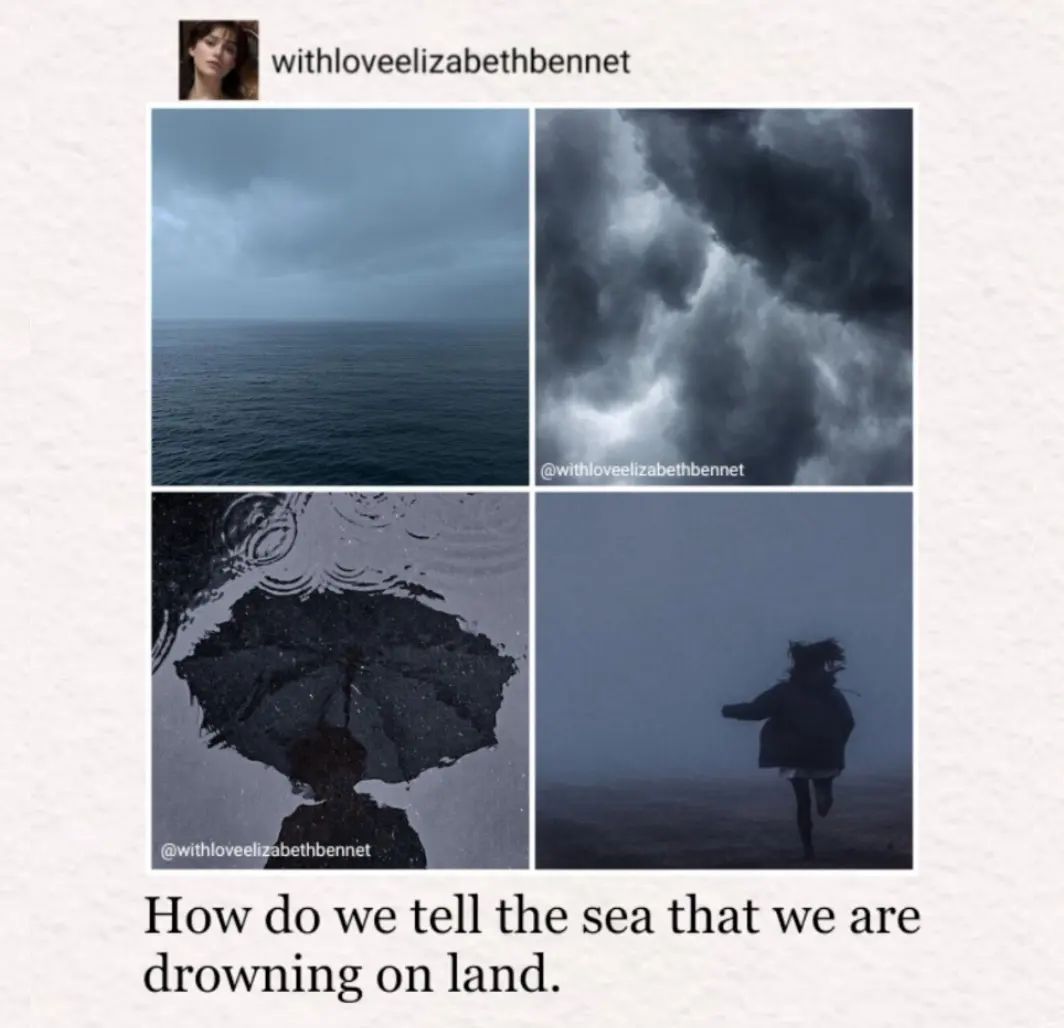 withloveelizabethbennet
@withloveelizabethbennet
@withloveelizabethbennet
How do we tell the sea that we are
drowning on land.